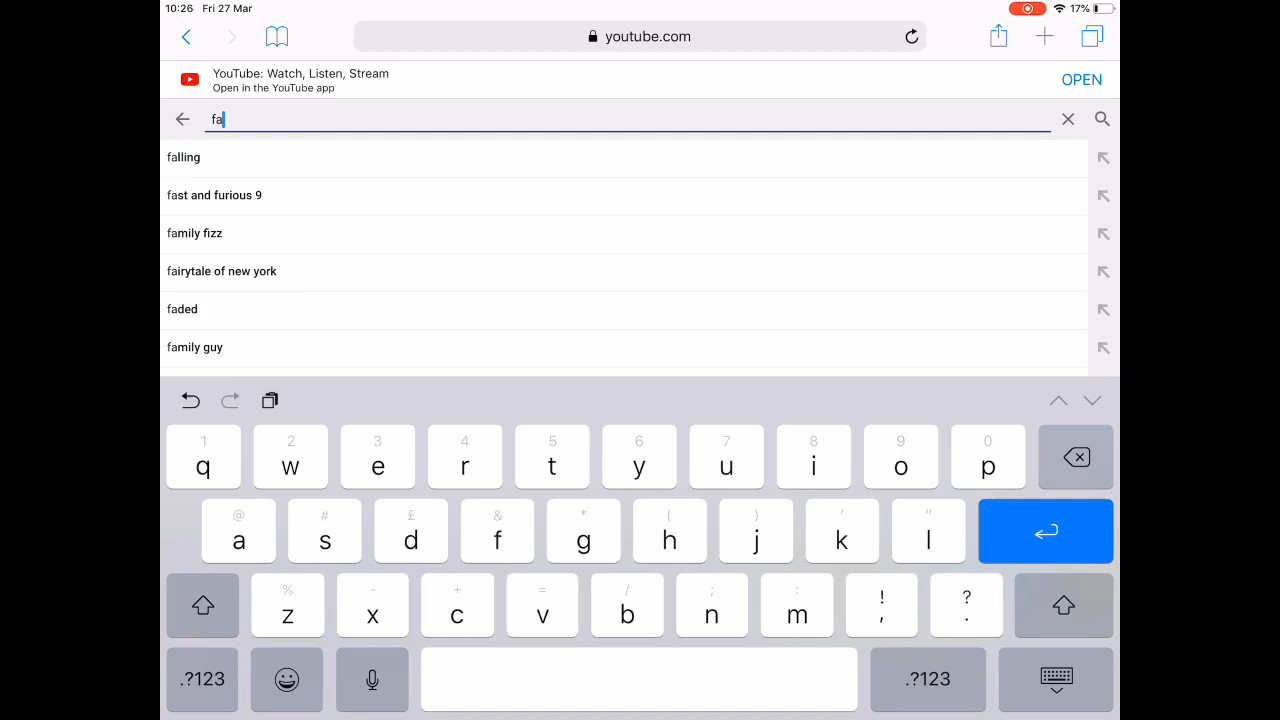 10:26 Fri 27 Mar 17%
youtube.com
YouTube: Watch, Listen, Stream
Open in the YouTube app
OPEN
fa
falling
fast and furious 9
family fizz
fairytale of new york
faded
family guy
1 2 3 4 5 6 7 8 9 0
q w e r t y u i o p
@ # £ & * ( ) ' "
a s d f g h j k l
% - + = / ; : ! ?
z x c v b n m , .
.?123 .?123